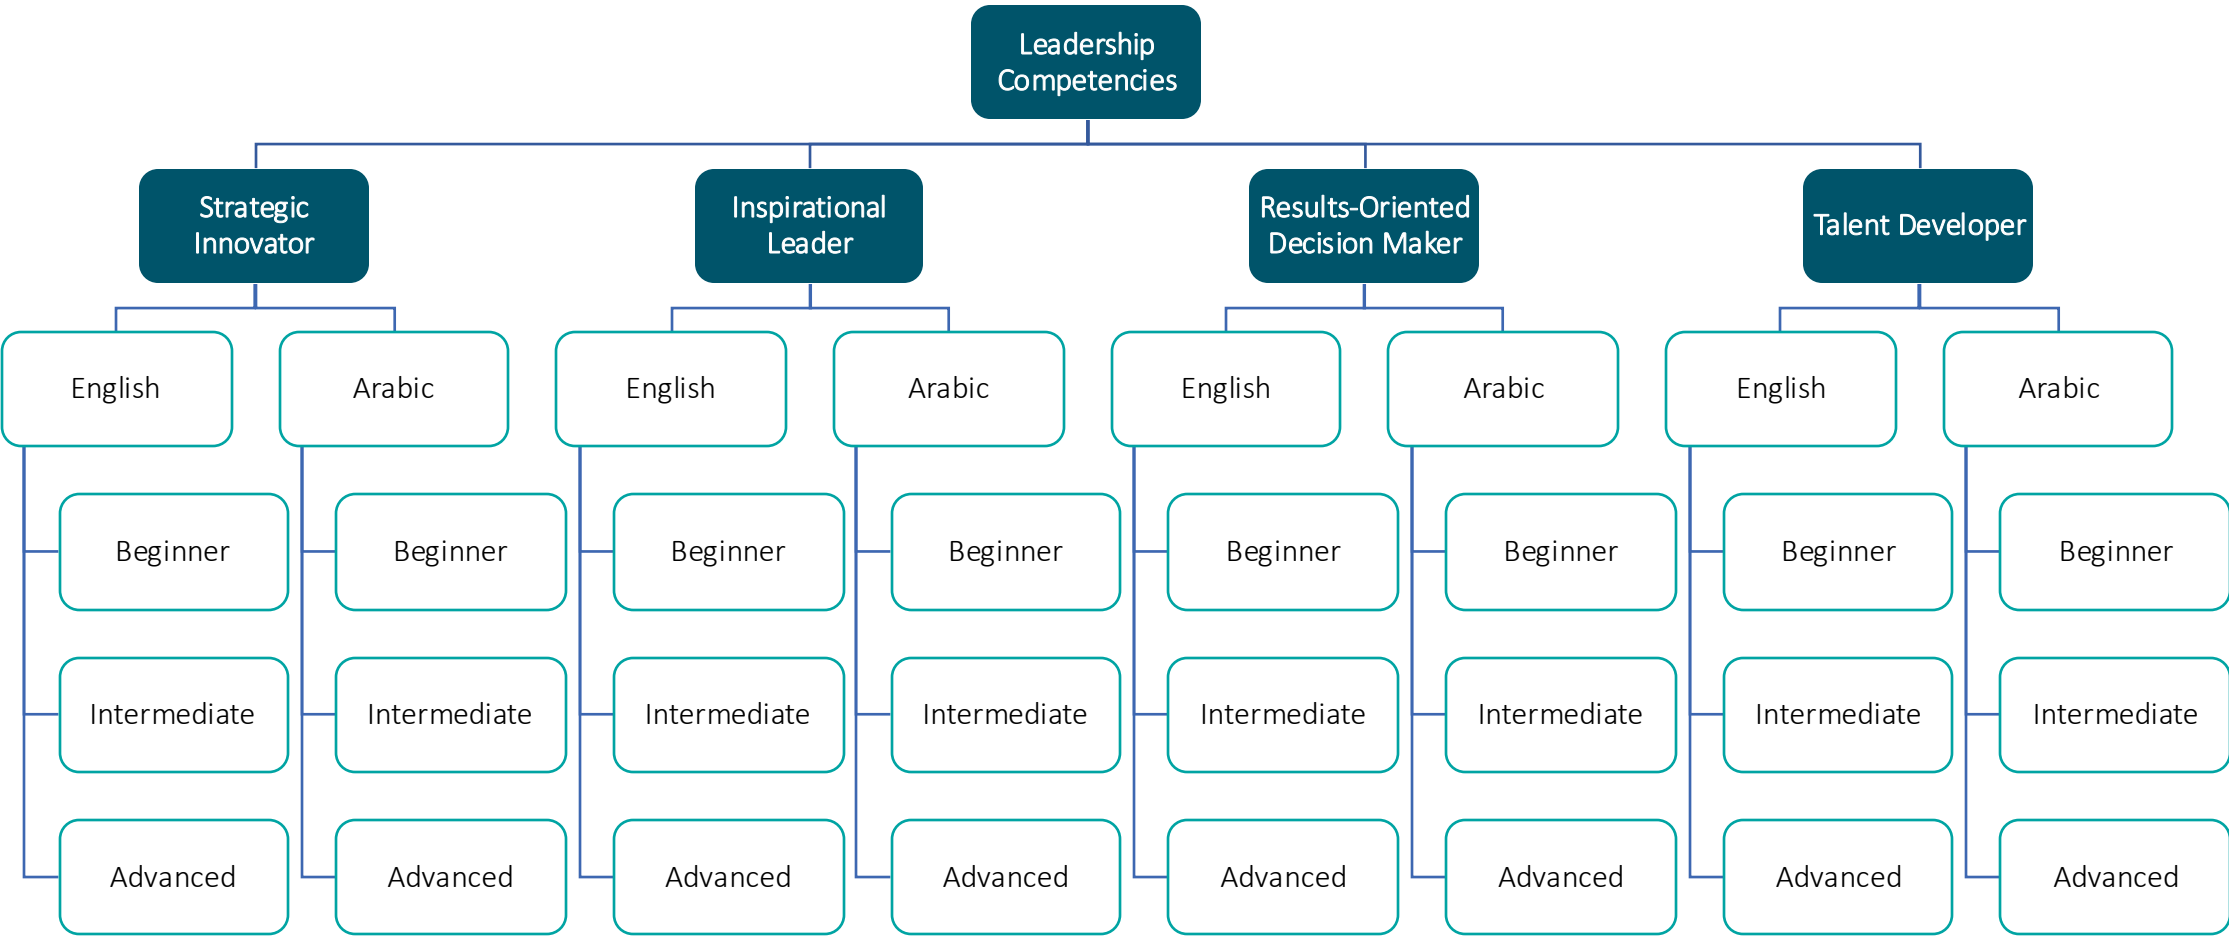 Leadership
Competencies
Strategic
Innovator
Inspirational
Leader
Results-Oriented
Decision Maker
Talent Developer
English
Arabic
English
Arabic
English
Arabic
English
Arabic
Beginner
Beginner
Beginner
Beginner
Beginner
Beginner
Beginner
Beginner
Intermediate
Intermediate
Intermediate
Intermediate
Intermediate
Intermediate
Intermediate
Intermediate
Advanced
Advanced
Advanced
Advanced
Advanced
Advanced
Advanced
Advanced